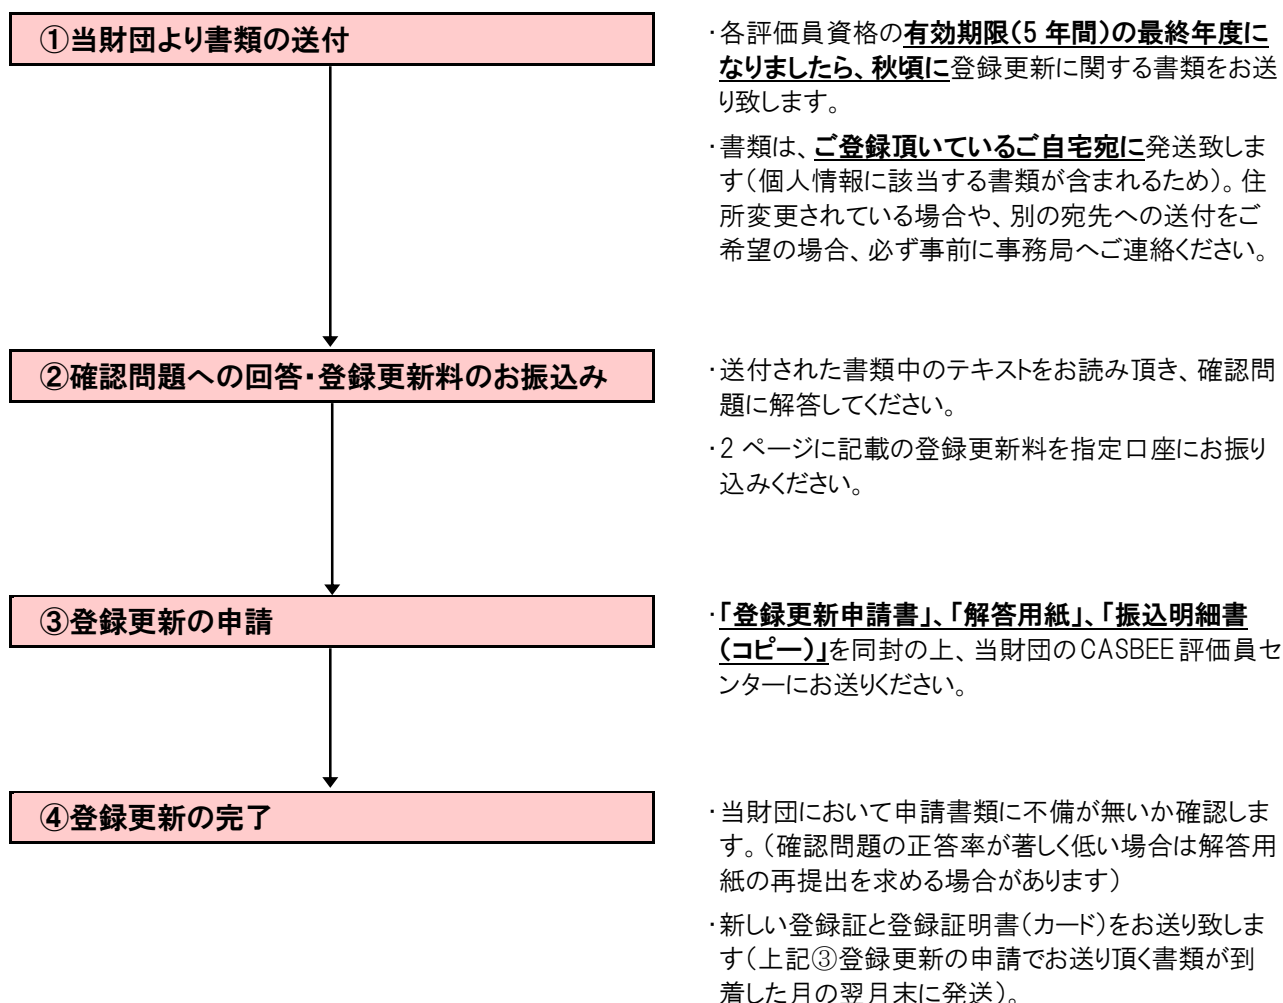 ①当財団より書類の送付
・各評価員資格の有効期限（5 年間）の最終年度に
なりましたら、秋頃に登録更新に関する書類をお送
り致します。
・書類は、ご登録頂いているご自宅宛に発送致しま
す（個人情報に該当する書類が含まれるため）。住
所変更されている場合や、別の宛先への送付をご
希望の場合、必ず事前に事務局へご連絡ください。
②確認問題への回答・登録更新料のお振込み
・送付された書類中のテキストをお読み頂き、確認問
題に解答してください。
・2 ページに記載の登録更新料を指定口座にお振り
込みください。
③登録更新の申請
・「登録更新申請書」、「解答用紙」、「振込明細書
（コピー）」を同封の上、当財団のCASBEE評価員セ
ンターにお送りください。
④登録更新の完了
・当財団において申請書類に不備が無いか確認しま
す。（確認問題の正答率が著しく低い場合は解答用
紙の再提出を求める場合があります）
・新しい登録証と登録証明書（カード）をお送り致しま
す（上記③登録更新の申請でお送り頂く書類が到
着した月の翌月末に発送）。